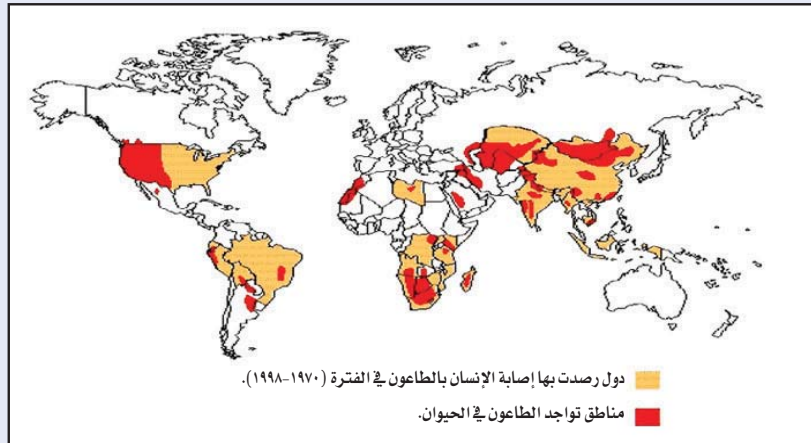 دول رصدت بها إصابة الإنسان بالطاعون في الفترة (١٩٧٠-١٩٩٨).
مناطق تواجد الطاعون في الحيوان.